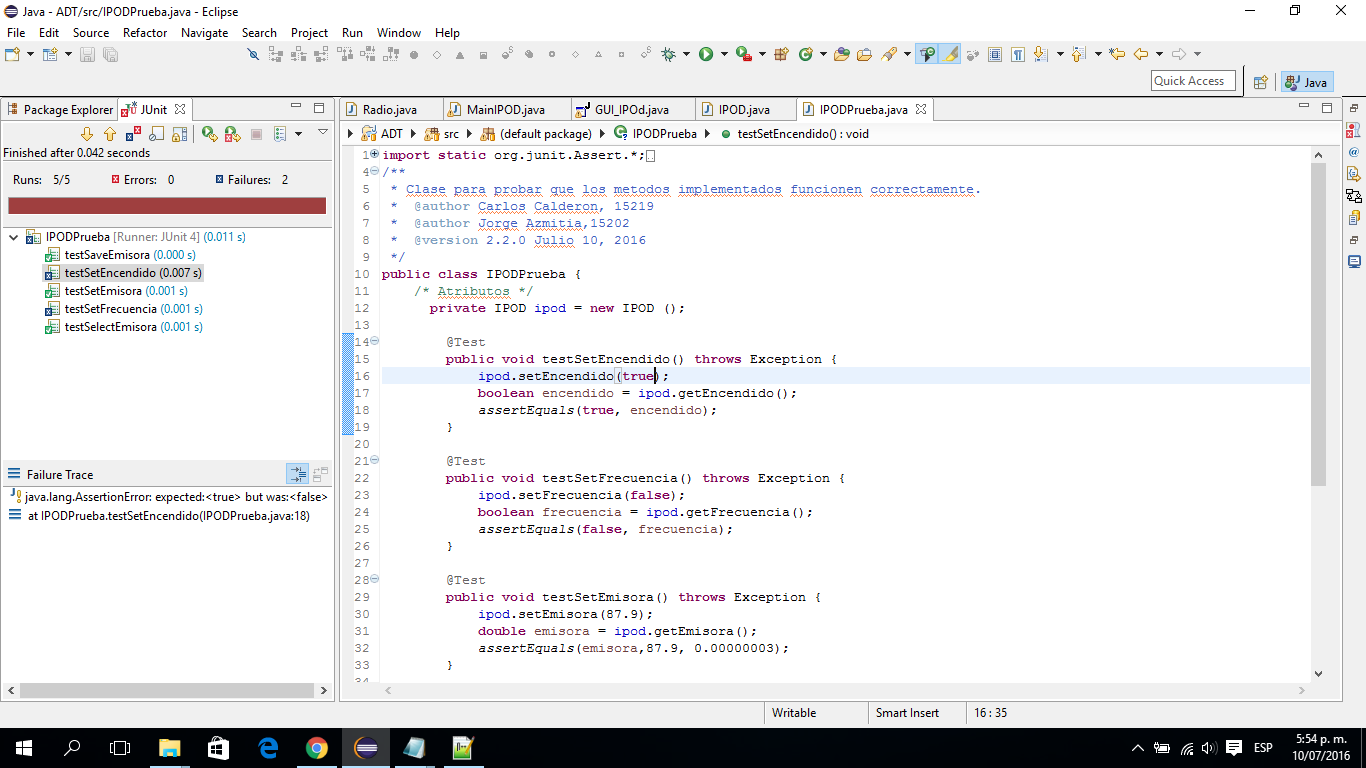 Java - ADT/src/IPODPrueba.java - Eclipse
File Edit Source Refactor Navigate Search Project Run Window Help
Quick Access
Java
Package Explorer JUnit
Finished after 0.042 seconds
Runs: 5/5 Errors: 0 Failures: 2
IPODPrueba [Runner: JUnit 4] (0.011 s)
testSaveEmisora (0.000 s)
testSetEncendido (0.007 s)
testSetEmisora (0.001 s)
testSetFrecuencia (0.001 s)
testSelectEmisora (0.001 s)
Failure Trace
java.lang.AssertionError: expected:<true> but was:<false>
at IPODPrueba.testSetEncendido(IPODPrueba.java:18)
Radio.java MainIPOD.java GUI_IPOd.java IPOD.java IPODPrueba.java
ADT src (default package) IPODPrueba testSetEncendido() : void
1 import static org.junit.Assert.*;
4 /**
5 * Clase para probar que los metodos implementados funcionen correctamente.
6 * @author Carlos Calderon, 15219
7 * @author Jorge Azmitia,15202
8 * @version 2.2.0 Julio 10, 2016
9 */
10 public class IPODPrueba {
11 /* Atributos */
12 private IPOD ipod = new IPOD ();
13
14 @Test
15 public void testSetEncendido() throws Exception {
16 ipod.setEncendido(true);
17 boolean encendido = ipod.getEncendido();
18 assertEquals(true, encendido);
19 }
20
21 @Test
22 public void testSetFrecuencia() throws Exception {
23 ipod.setFrecuencia(false);
24 boolean frecuencia = ipod.getFrecuencia();
25 assertEquals(false, frecuencia);
26 }
27
28 @Test
29 public void testSetEmisora() throws Exception {
30 ipod.setEmisora(87.9);
31 double emisora = ipod.getEmisora();
32 assertEquals(emisora,87.9, 0.00000003);
33 }
34
Writable Smart Insert 16 : 35
ESP
5:54 p. m.
10/07/2016